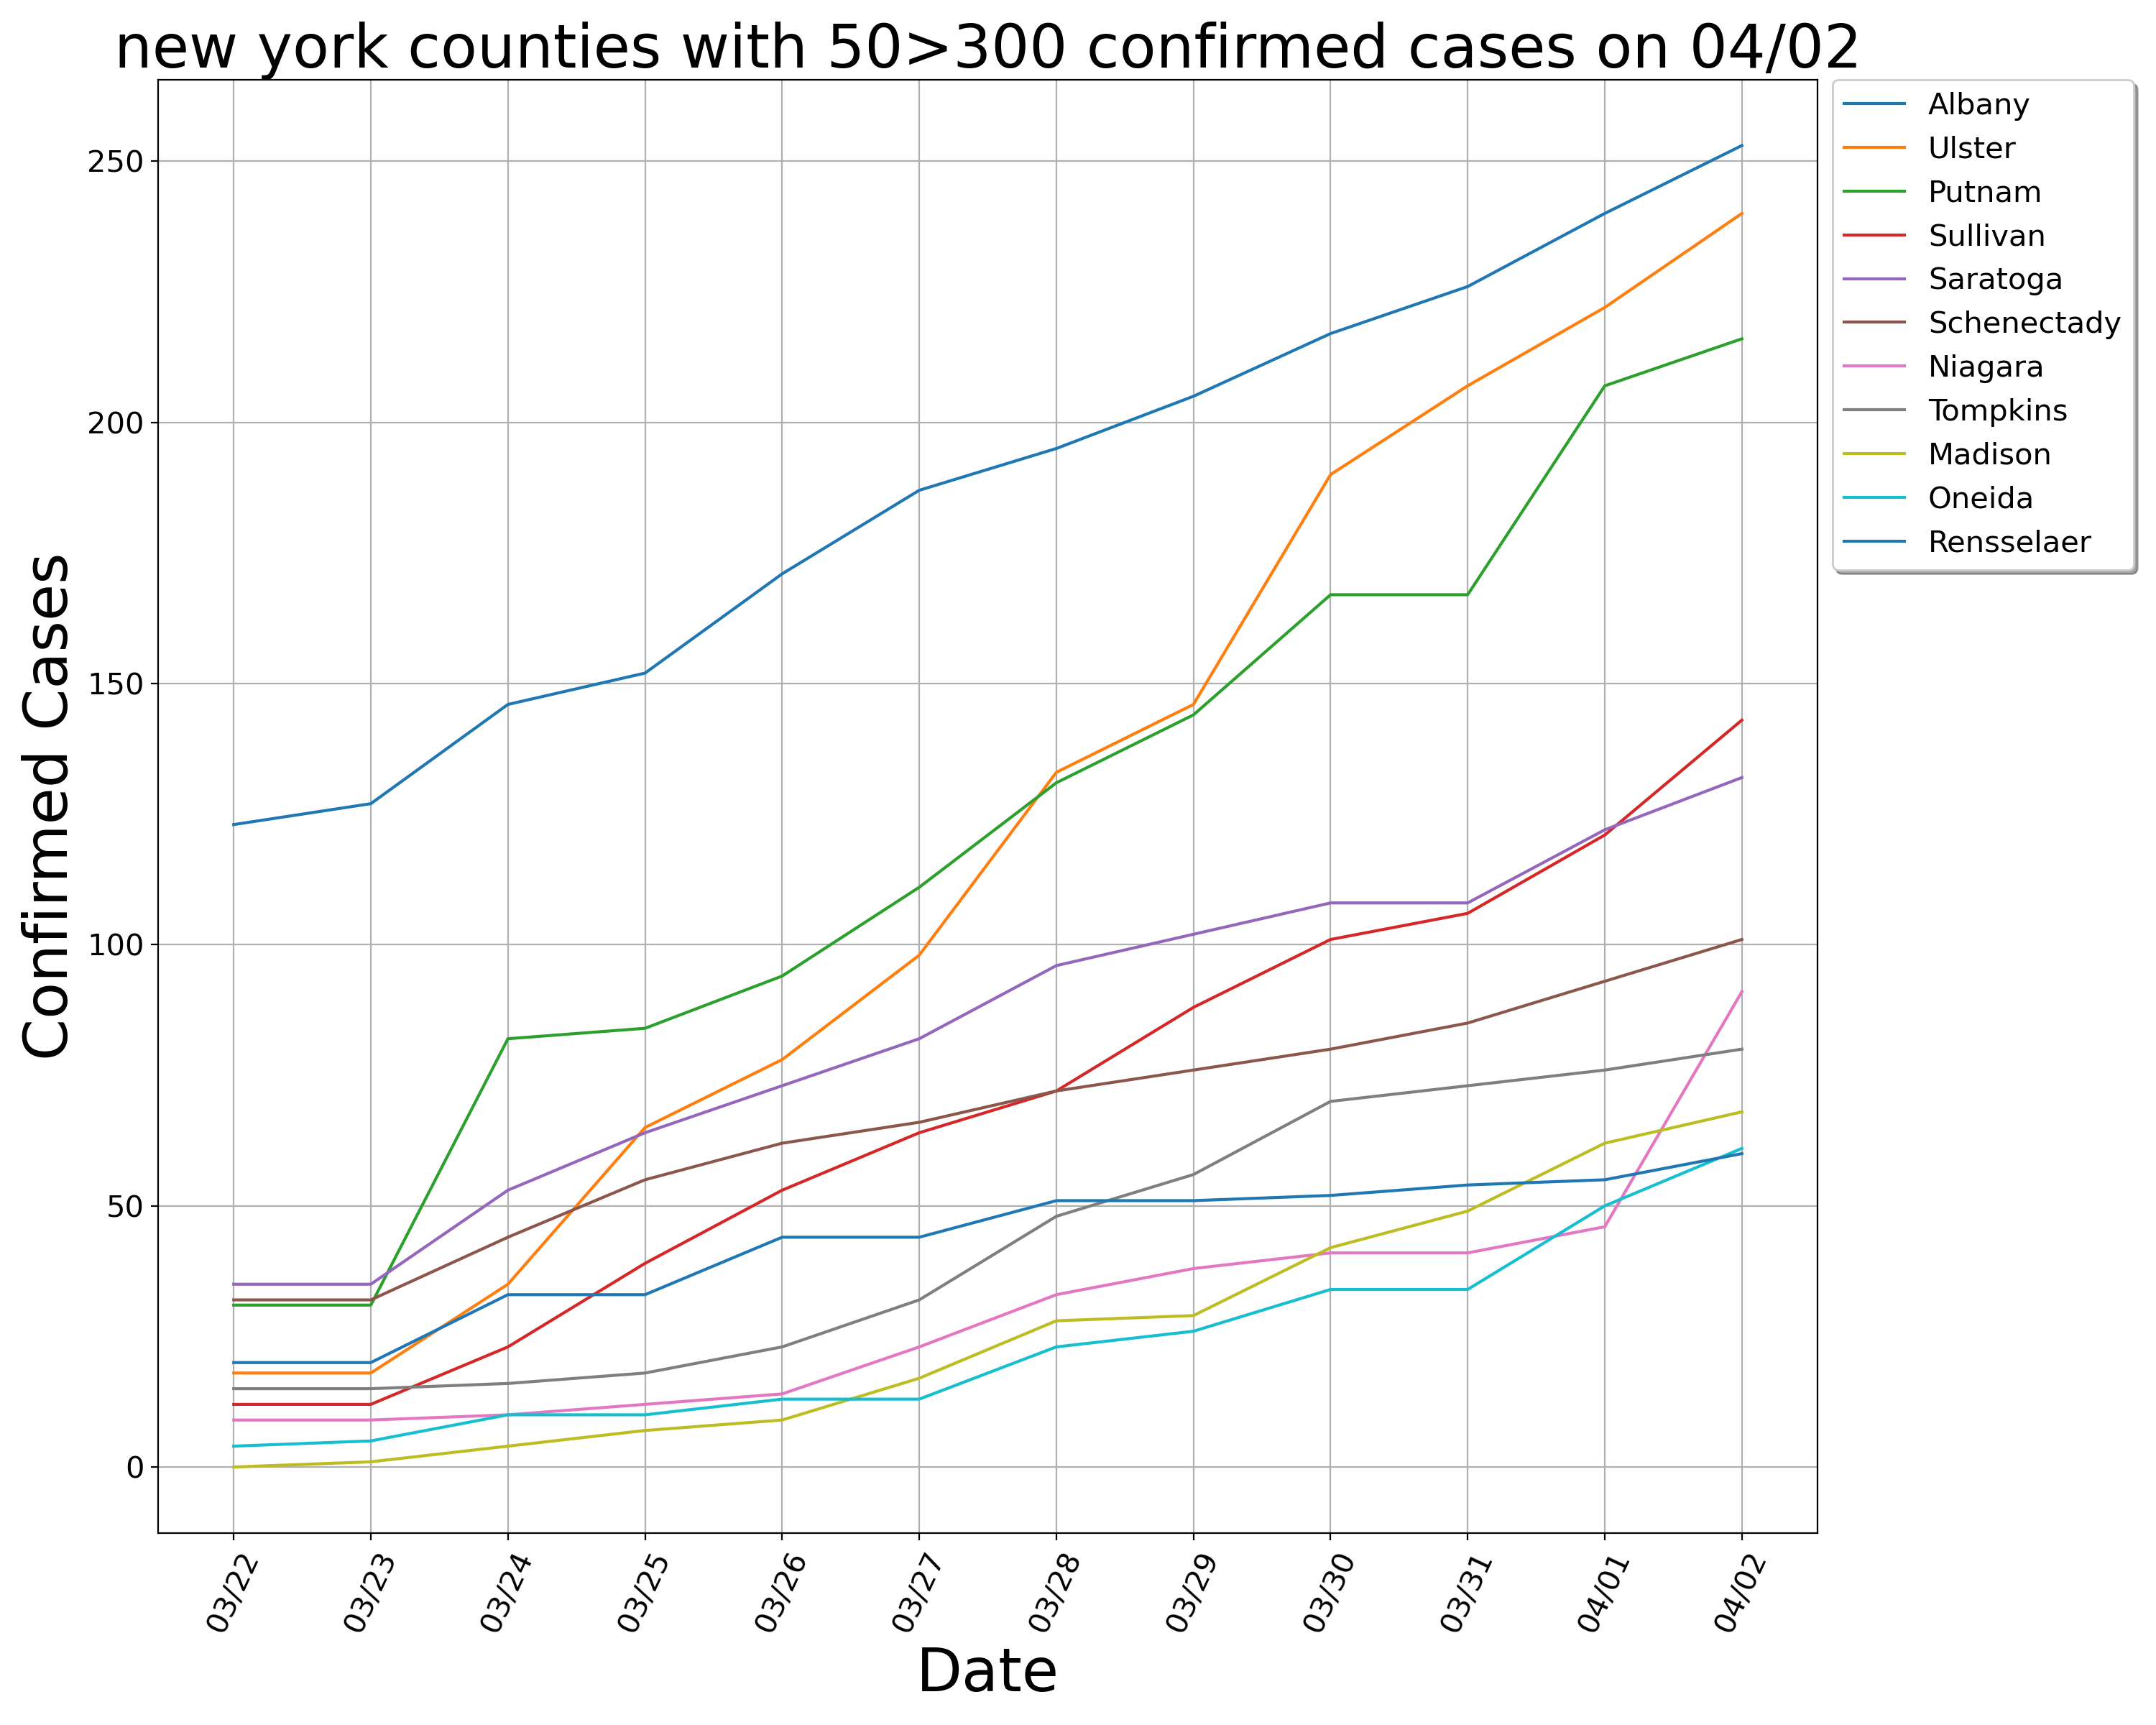 new york counties with 50>300 confirmed cases on 04/02
Albany
Ulster
Putnam
Sullivan
Saratoga
Schenectady
Niagara
Tompkins
Madison
Oneida
Rensselaer
Confirmed Cases
250
200
150
100
50
0
03/22 03/23 03/24 03/25 03/26 03/27 03/28 03/29 03/30 03/31 04/01 04/02
Date